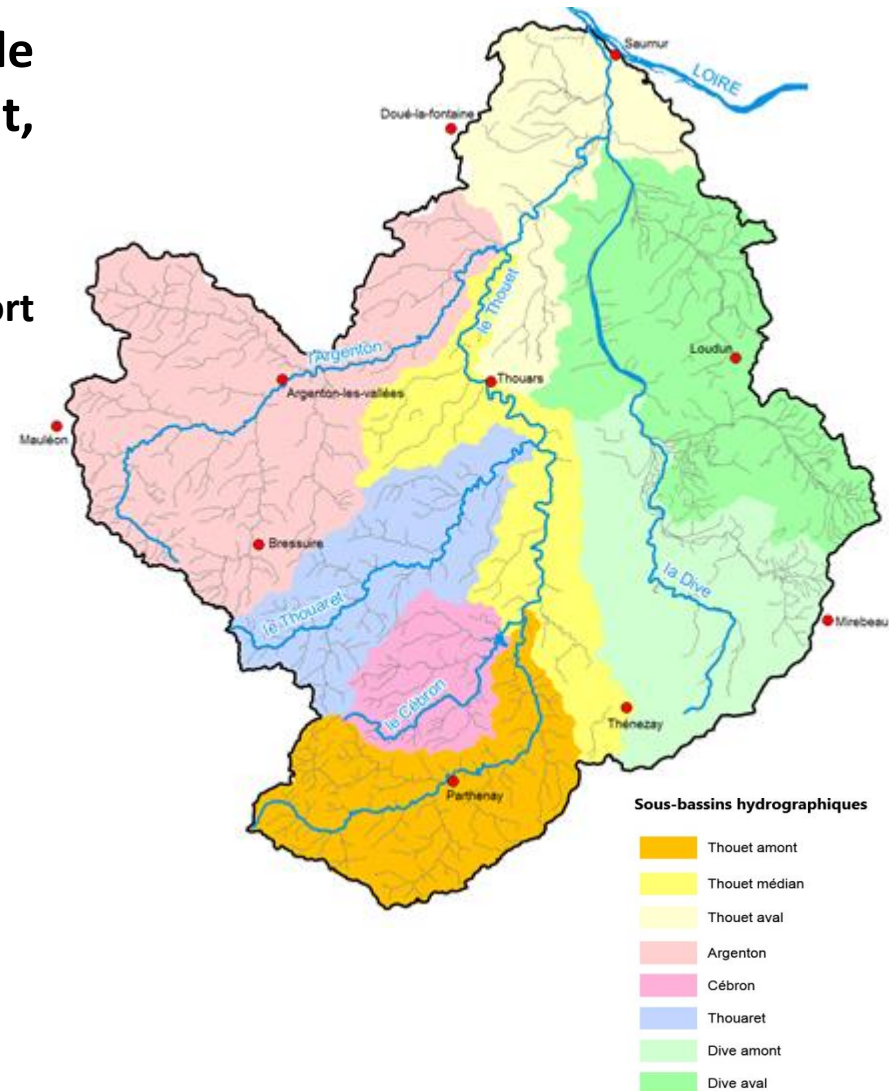 de
t,
ort
Saumur
LOIRE
Doué-la-fontaine
le Thouet
l'Argenton
Loudun
Thouars
Argenton-les-vallées
Mauléon
Bressuire
la Dive
le Thouaret
Mirebeau
le Cébron
Thénezay
Parthenay
Sous-bassins hydrographiques
Thouet amont
Thouet médian
Thouet aval
Argenton
Cébron
Thouaret
Dive amont
Dive aval